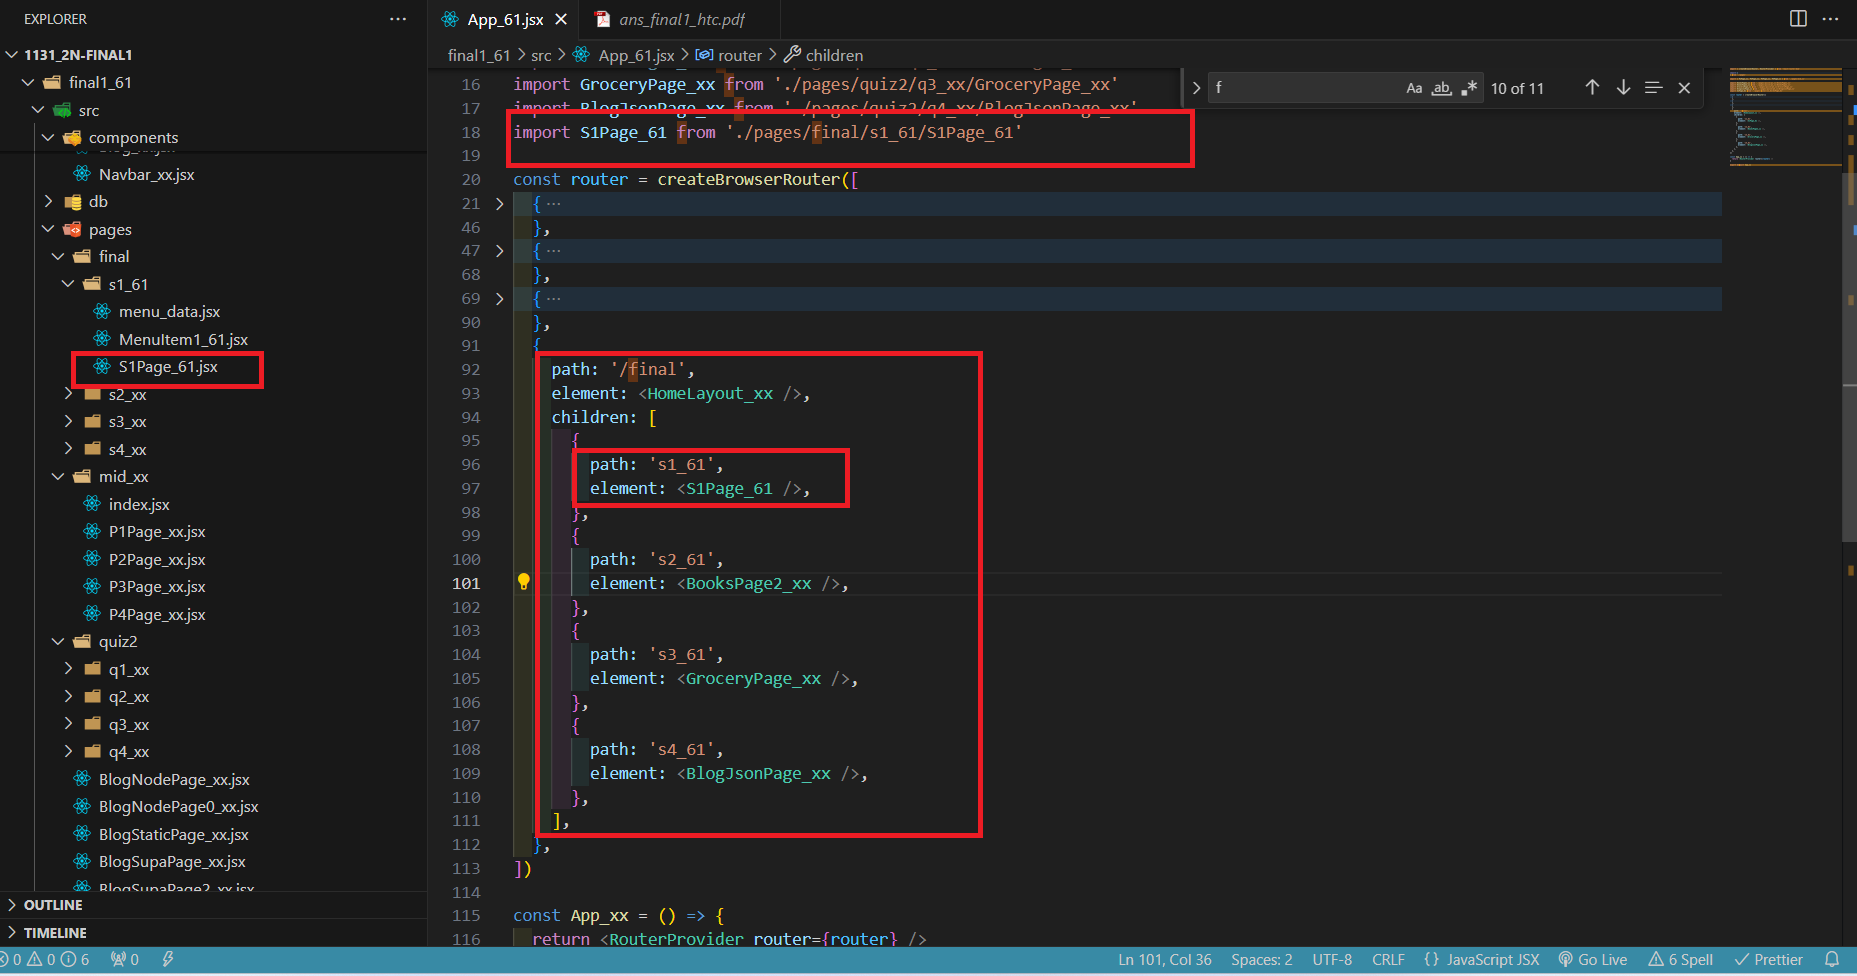 EXPLORER
···
1131_2N-FINAL1
final1_61
src
components
Navbar_xx.jsx
db
pages
final
s1_61
menu_data.jsx
MenuItem1_61.jsx
S1Page_61.jsx
s2_xx
s3_xx
s4_xx
mid_xx
index.jsx
P1Page_xx.jsx
P2Page_xx.jsx
P3Page_xx.jsx
P4Page_xx.jsx
quiz2
q1_xx
q2_xx
q3_xx
q4_xx
BlogNodePage_xx.jsx
BlogNodePage0_xx.jsx
BlogStaticPage_xx.jsx
BlogSupaPage_xx.jsx
BlogSupaPage2_xx.jsx
OUTLINE
TIMELINE
App_61.jsx
ans_final1_htc.pdf
final1_61 > src > App_61.jsx > router > children
f
Aa ab .* 10 of 11
16 import GroceryPage_xx from './pages/quiz2/q3_xx/GroceryPage_xx'
17 import BlogJsonPage_xx from './pages/quiz2/q4_xx/BlogJsonPage_xx'
18 import S1Page_61 from './pages/final/s1_61/S1Page_61'
19
20 const router = createBrowserRouter([
21 { ···
46 },
47 { ···
68 },
69 { ···
90 },
91 {
92 path: '/final',
93 element: <HomeLayout_xx />,
94 children: [
95 {
96 path: 's1_61',
97 element: <S1Page_61 />,
98 },
99 {
100 path: 's2_61',
101 element: <BooksPage2_xx />,
102 },
103 {
104 path: 's3_61',
105 element: <GroceryPage_xx />,
106 },
107 {
108 path: 's4_61',
109 element: <BlogJsonPage_xx />,
110 },
111 ],
112 },
113 ])
114
115 const App_xx = () => {
116 return <RouterProvider router={router} />
0 0 6 0 Ln 101, Col 36 Spaces: 2 UTF-8 CRLF {} JavaScript JSX Go Live 6 Spell Prettier